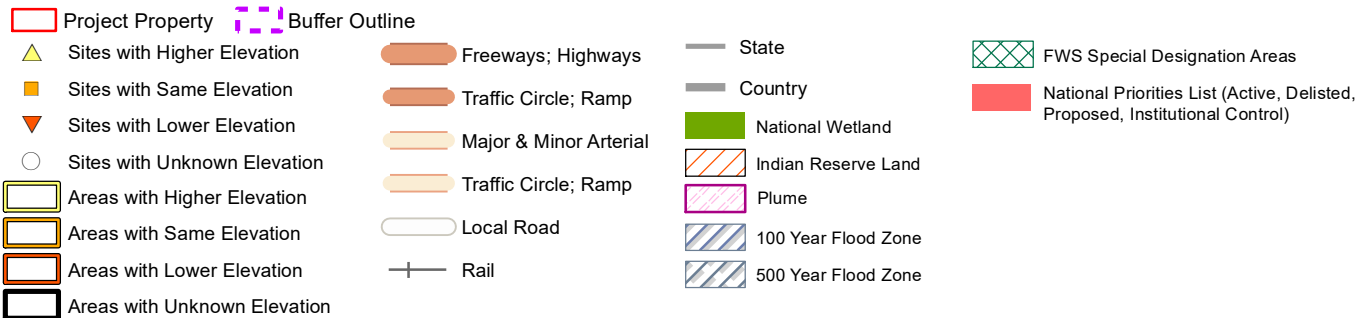 Project Property
Buffer Outline
Sites with Higher Elevation
Sites with Same Elevation
Sites with Lower Elevation
Sites with Unknown Elevation
Areas with Higher Elevation
Areas with Same Elevation
Areas with Lower Elevation
Areas with Unknown Elevation
Freeways; Highways
Traffic Circle; Ramp
Major & Minor Arterial
Traffic Circle; Ramp
Local Road
Rail
State
Country
National Wetland
Indian Reserve Land
Plume
100 Year Flood Zone
500 Year Flood Zone
FWS Special Designation Areas
National Priorities List (Active, Delisted,
Proposed, Institutional Control)